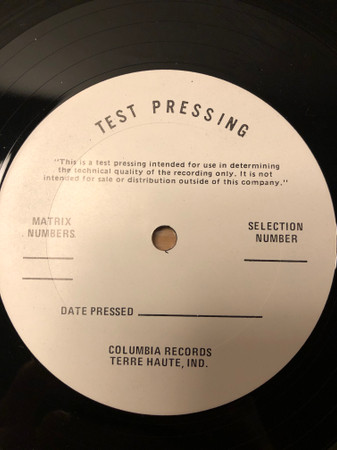 TEST PRESSING
"This is a test pressing intended for use in determining
the technical quality of the recording only. It is not
intended for sale or distribution outside of this company."
MATRIX
NUMBERS
SELECTION
NUMBER
DATE PRESSED
COLUMBIA RECORDS
TERRE HAUTE, IND.